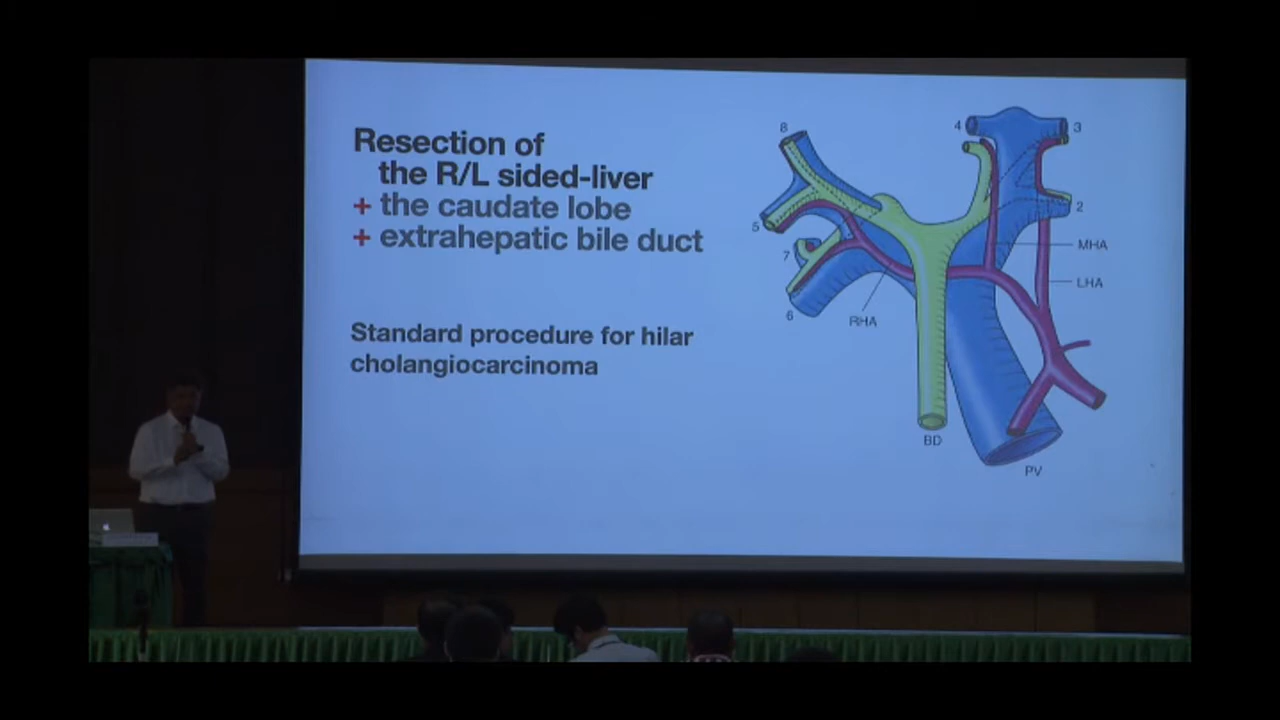 Resection of
the R/L sided-liver
+ the caudate lobe
+ extrahepatic bile duct
Standard procedure for hilar
cholangiocarcinoma
8
4
3
5
2
7
MHA
6
LHA
RHA
BD
PV